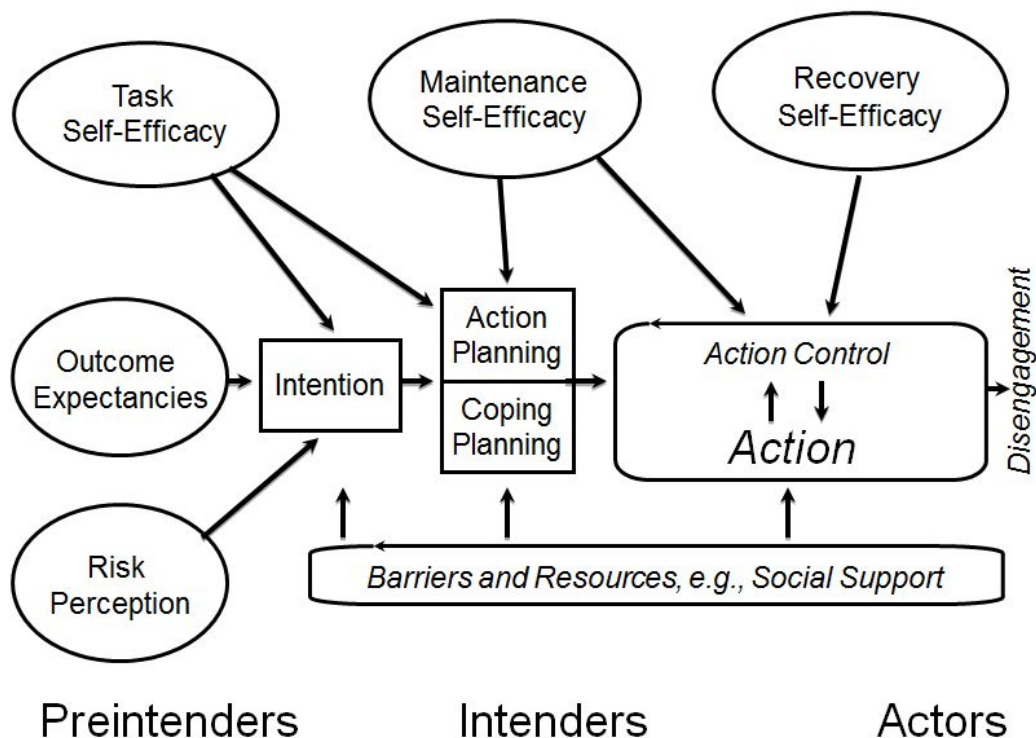 Task
Self-Efficacy
Maintenance
Self-Efficacy
Recovery
Self-Efficacy
Outcome
Expectancies
Intention
Action
Planning
Coping
Planning
Action Control
Action
Disengagement
Risk
Perception
Barriers and Resources, e.g., Social Support
Preintenders
Intenders
Actors